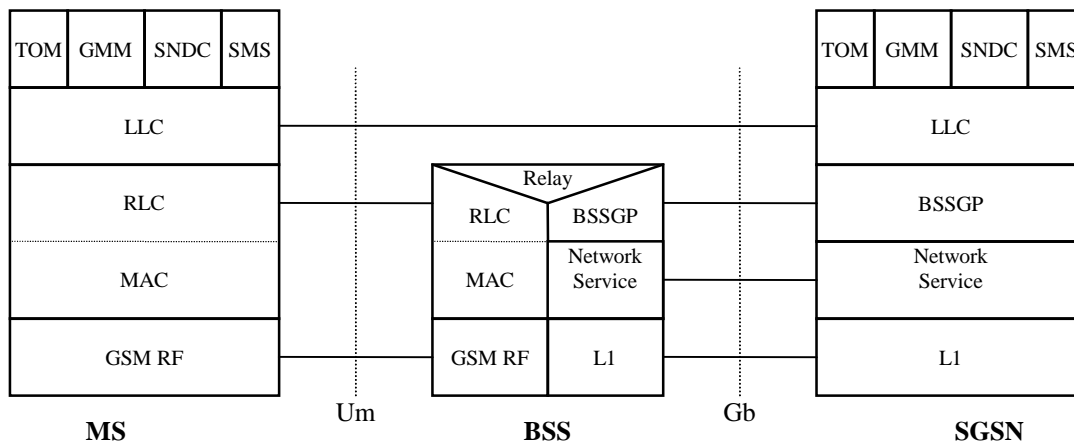 TOM GMM SNDC SMS
LLC
RLC
MAC
GSM RF
MS
Um
Relay
RLC BSSGP
MAC Network
Service
GSM RF L1
BSS
Gb
TOM GMM SNDC SMS
LLC
BSSGP
Network
Service
L1
SGSN